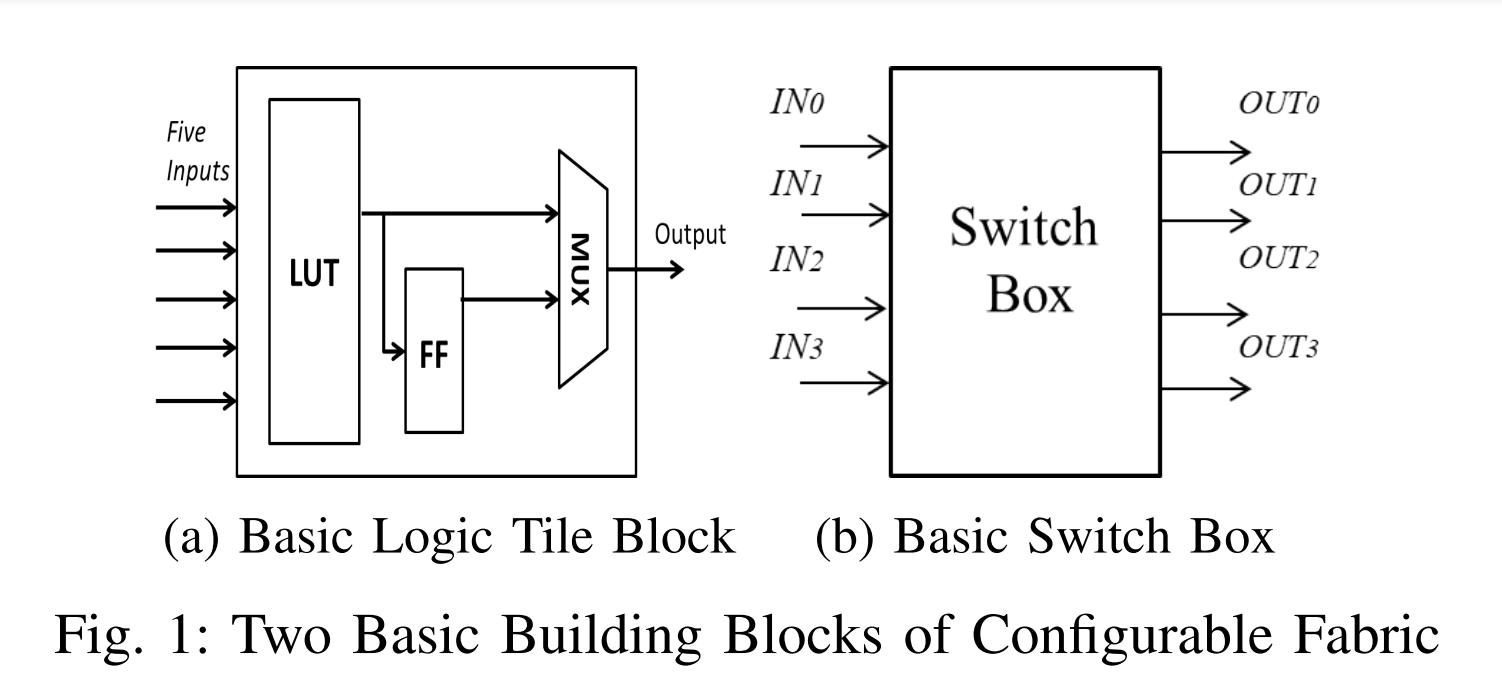 Five
Inputs
LUT
FF
MUX
Output
(a) Basic Logic Tile Block
IN0
IN1
IN2
IN3
Switch
Box
OUT0
OUT1
OUT2
OUT3
(b) Basic Switch Box
Fig. 1: Two Basic Building Blocks of Configurable Fabric